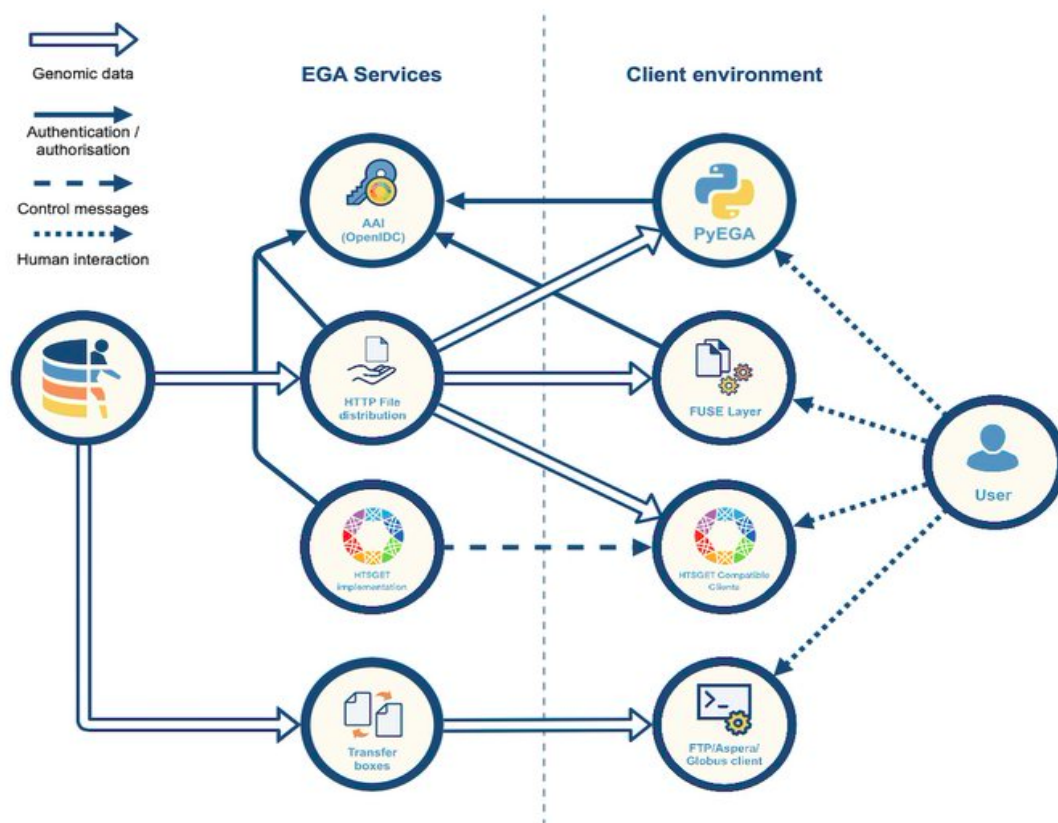 Genomic data
Authentication /
authorisation
Control messages
Human interaction
EGA Services
Client environment
AAI
(OpenIDC)
PyEGA
HTTP File
distribution
FUSE Layer
User
HTSGET
implementation
HTSGET Compatible
Clients
Transfer
boxes
FTP/Aspera/
Globus client